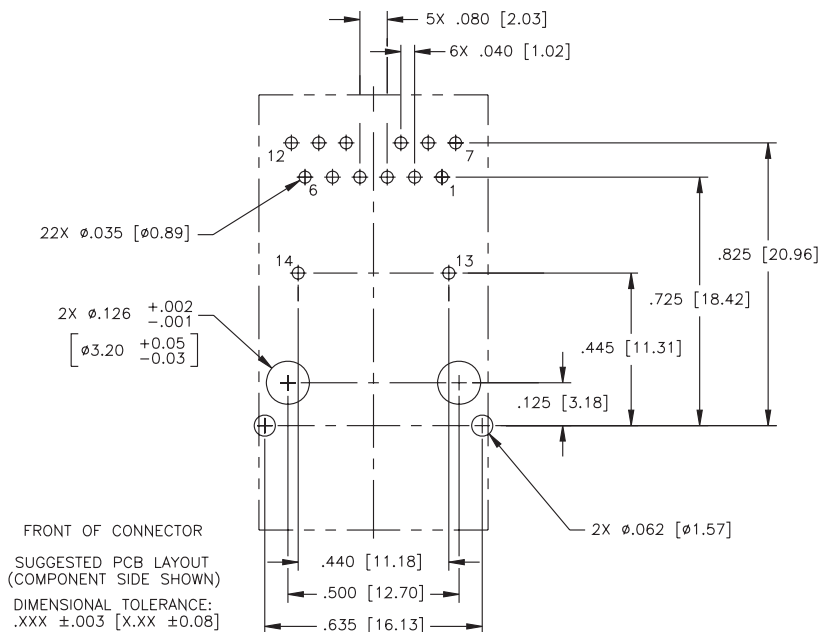 5X .080 [2.03]
6X .040 [1.02]
12
7
6
1
22X ø.035 [ø0.89]
.825 [20.96]
14
13
.725 [18.42]
2X ø.126 +.002
-.001
[ø3.20 +0.05
-0.03]
.445 [11.31]
.125 [3.18]
FRONT OF CONNECTOR
2X ø.062 [ø1.57]
SUGGESTED PCB LAYOUT
(COMPONENT SIDE SHOWN)
.440 [11.18]
DIMENSIONAL TOLERANCE:
.XXX ±.003 [X.XX ±0.08]
.500 [12.70]
.635 [16.13]